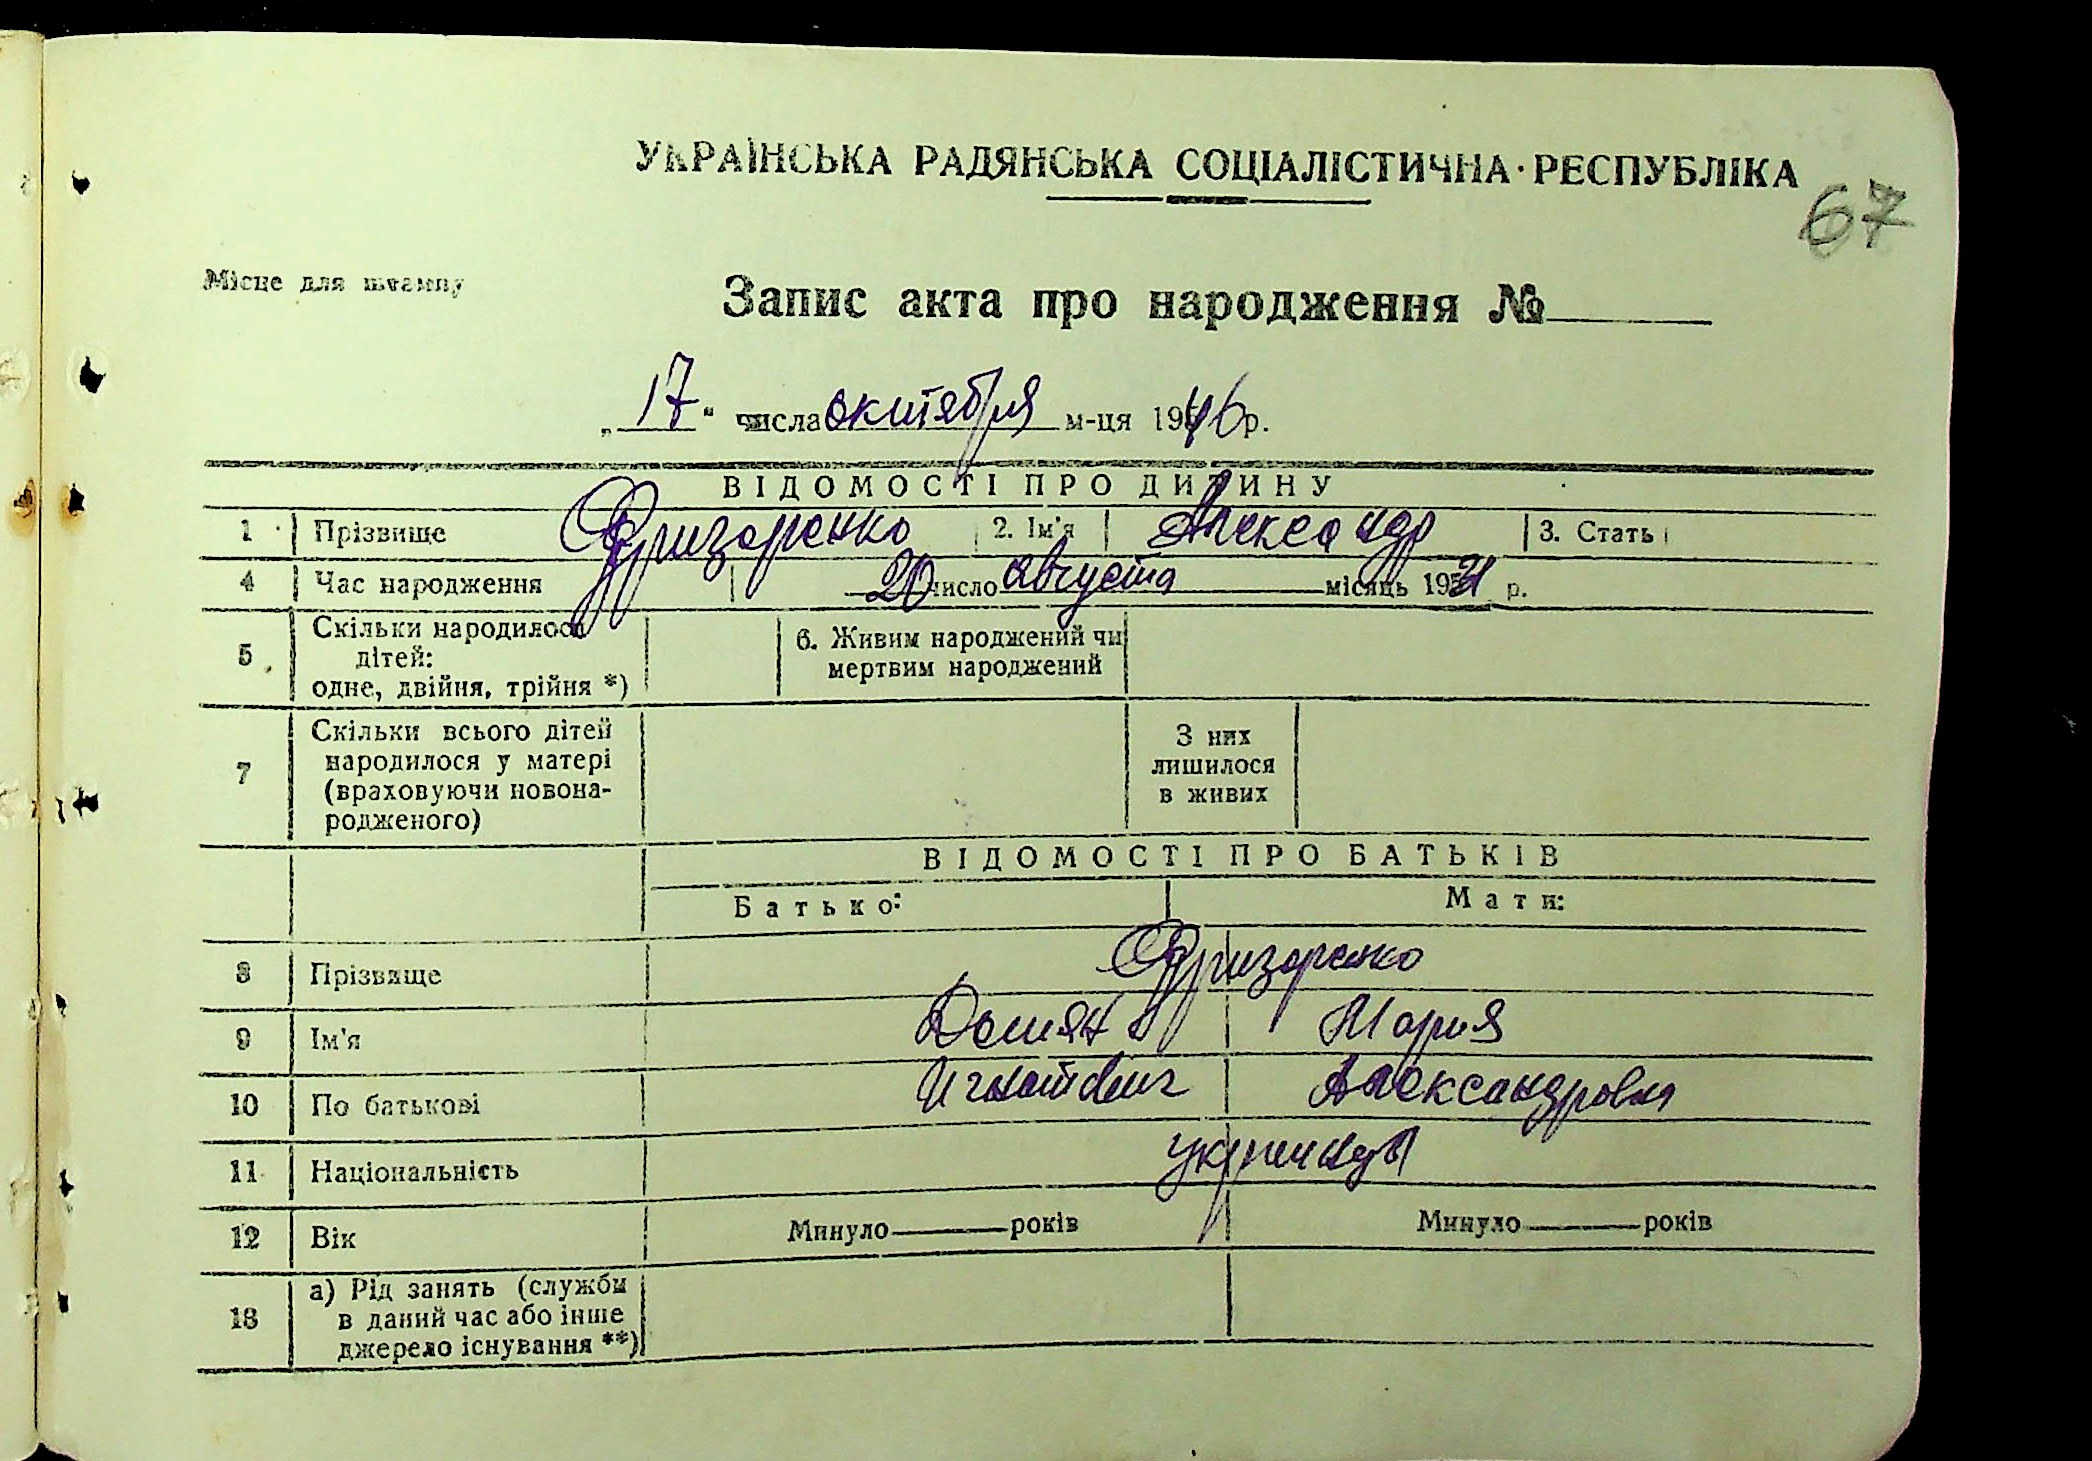 УКРАЇНСЬКА РАДЯНСЬКА СОЦІАЛІСТИЧНА РЕСПУБЛІКА
67
Місце для штампу
Запис акта про народження №
„17“ числа октября м-ця 1946 р.
ВІДОМОСТІ ПРО ДИТИНУ
1 Прізвище Фризоренко 2. Ім'я Александр 3. Стать
4 Час народження 20 число августа місяць 19 р.
5 Скільки народилося дітей: одне, двійня, трійня *) 6. Живим народжений чи мертвим народжений
7 Скільки всього дітей народилося у матері (враховуючи новонародженого) З них лишилося в живих
ВІДОМОСТІ ПРО БАТЬКІВ
Батько: Мати:
8 Прізвище Фризоренко
9 Ім'я Мария
10 По батькові Игнатович Александровна
11 Національність украинцы
12 Вік Минуло років Минуло років
13 а) Рід занять (служби в даний час або інше джерело існування **)